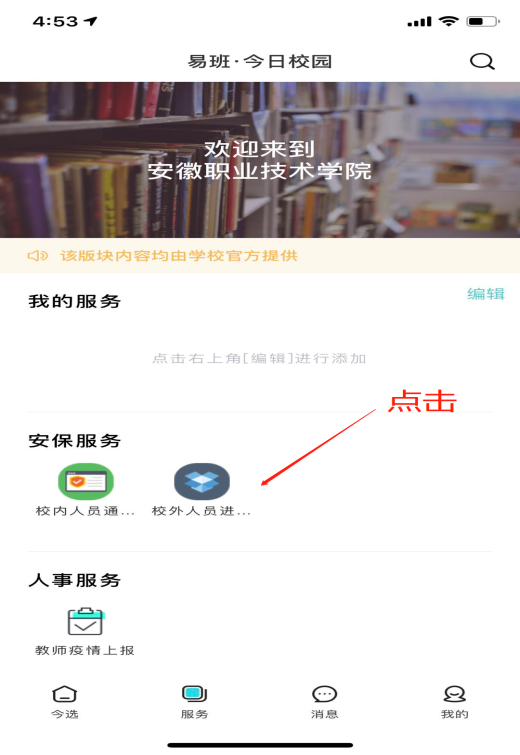 4:53
易班·今日校园
欢迎来到
安徽职业技术学院
该版块内容均由学校官方提供
我的服务
编辑
点击右上角[编辑]进行添加
点击
安保服务
校内人员通...
校外人员进...
人事服务
教师疫情上报
今选
服务
消息
我的